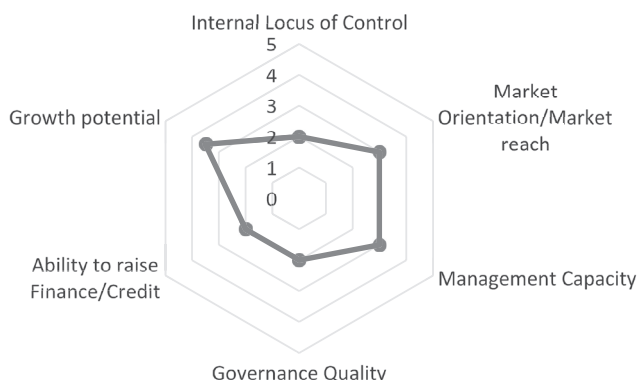 Internal Locus of Control
5
4
3
2
1
0
Market
Orientation/Market
reach
Management Capacity
Governance Quality
Ability to raise
Finance/Credit
Growth potential